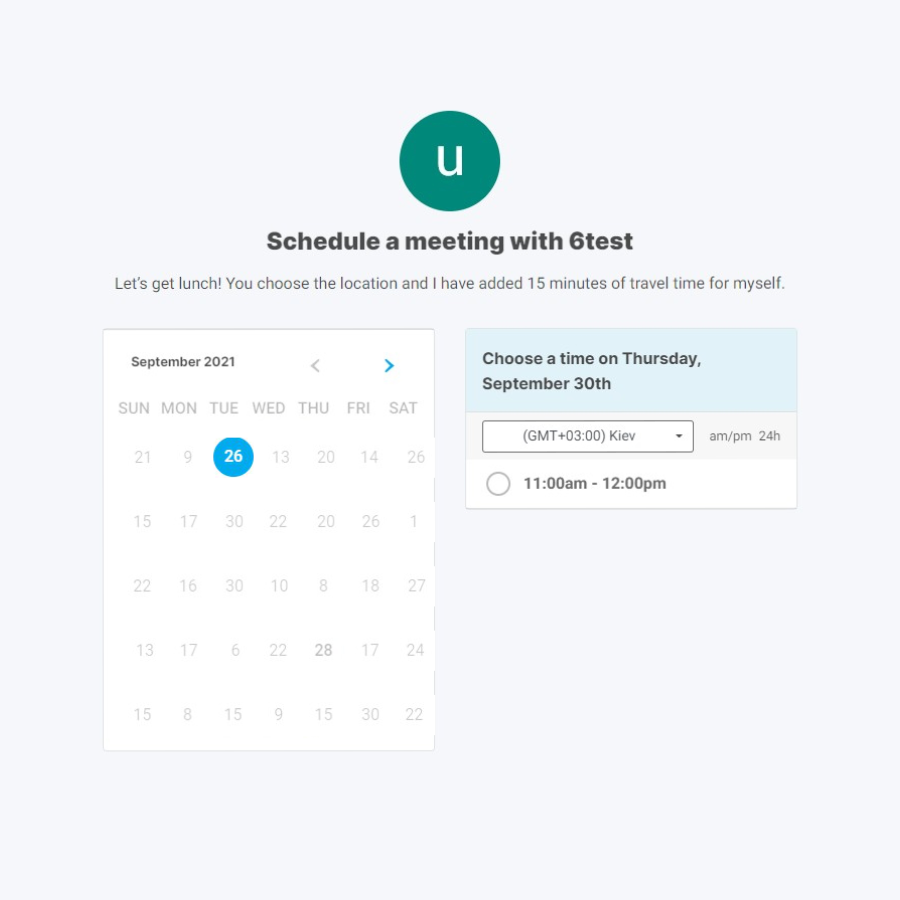 u
Schedule a meeting with 6test
Let's get lunch! You choose the location and I have added 15 minutes of travel time for myself.
September 2021
SUN MON TUE WED THU FRI SAT
21 9 26 13 20 14 26
15 17 30 22 20 26 1
22 16 30 10 8 18 27
13 17 6 22 28 17 24
15 8 15 9 15 30 22
Choose a time on Thursday,
September 30th
(GMT+03:00) Kiev am/pm 24h
11:00am - 12:00pm